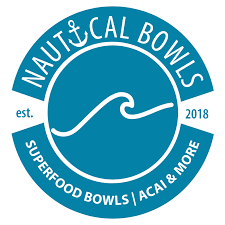 NAUTICAL BOWLS
est. 2018
SUPERFOOD BOWLS | ACAI & MORE